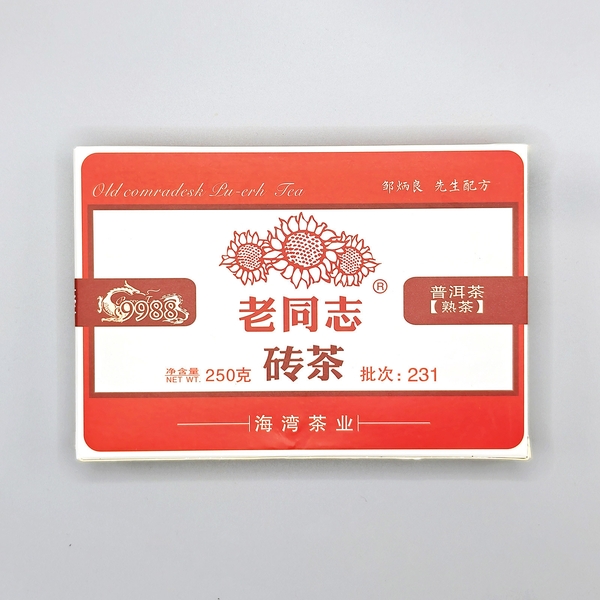 Old comradesk Pu-erh Tea
邹炳良 先生配方
®
9988
普洱茶
【熟茶】
老同志
砖茶
净含量
NET WT. 250克
批次：231
海湾茶业